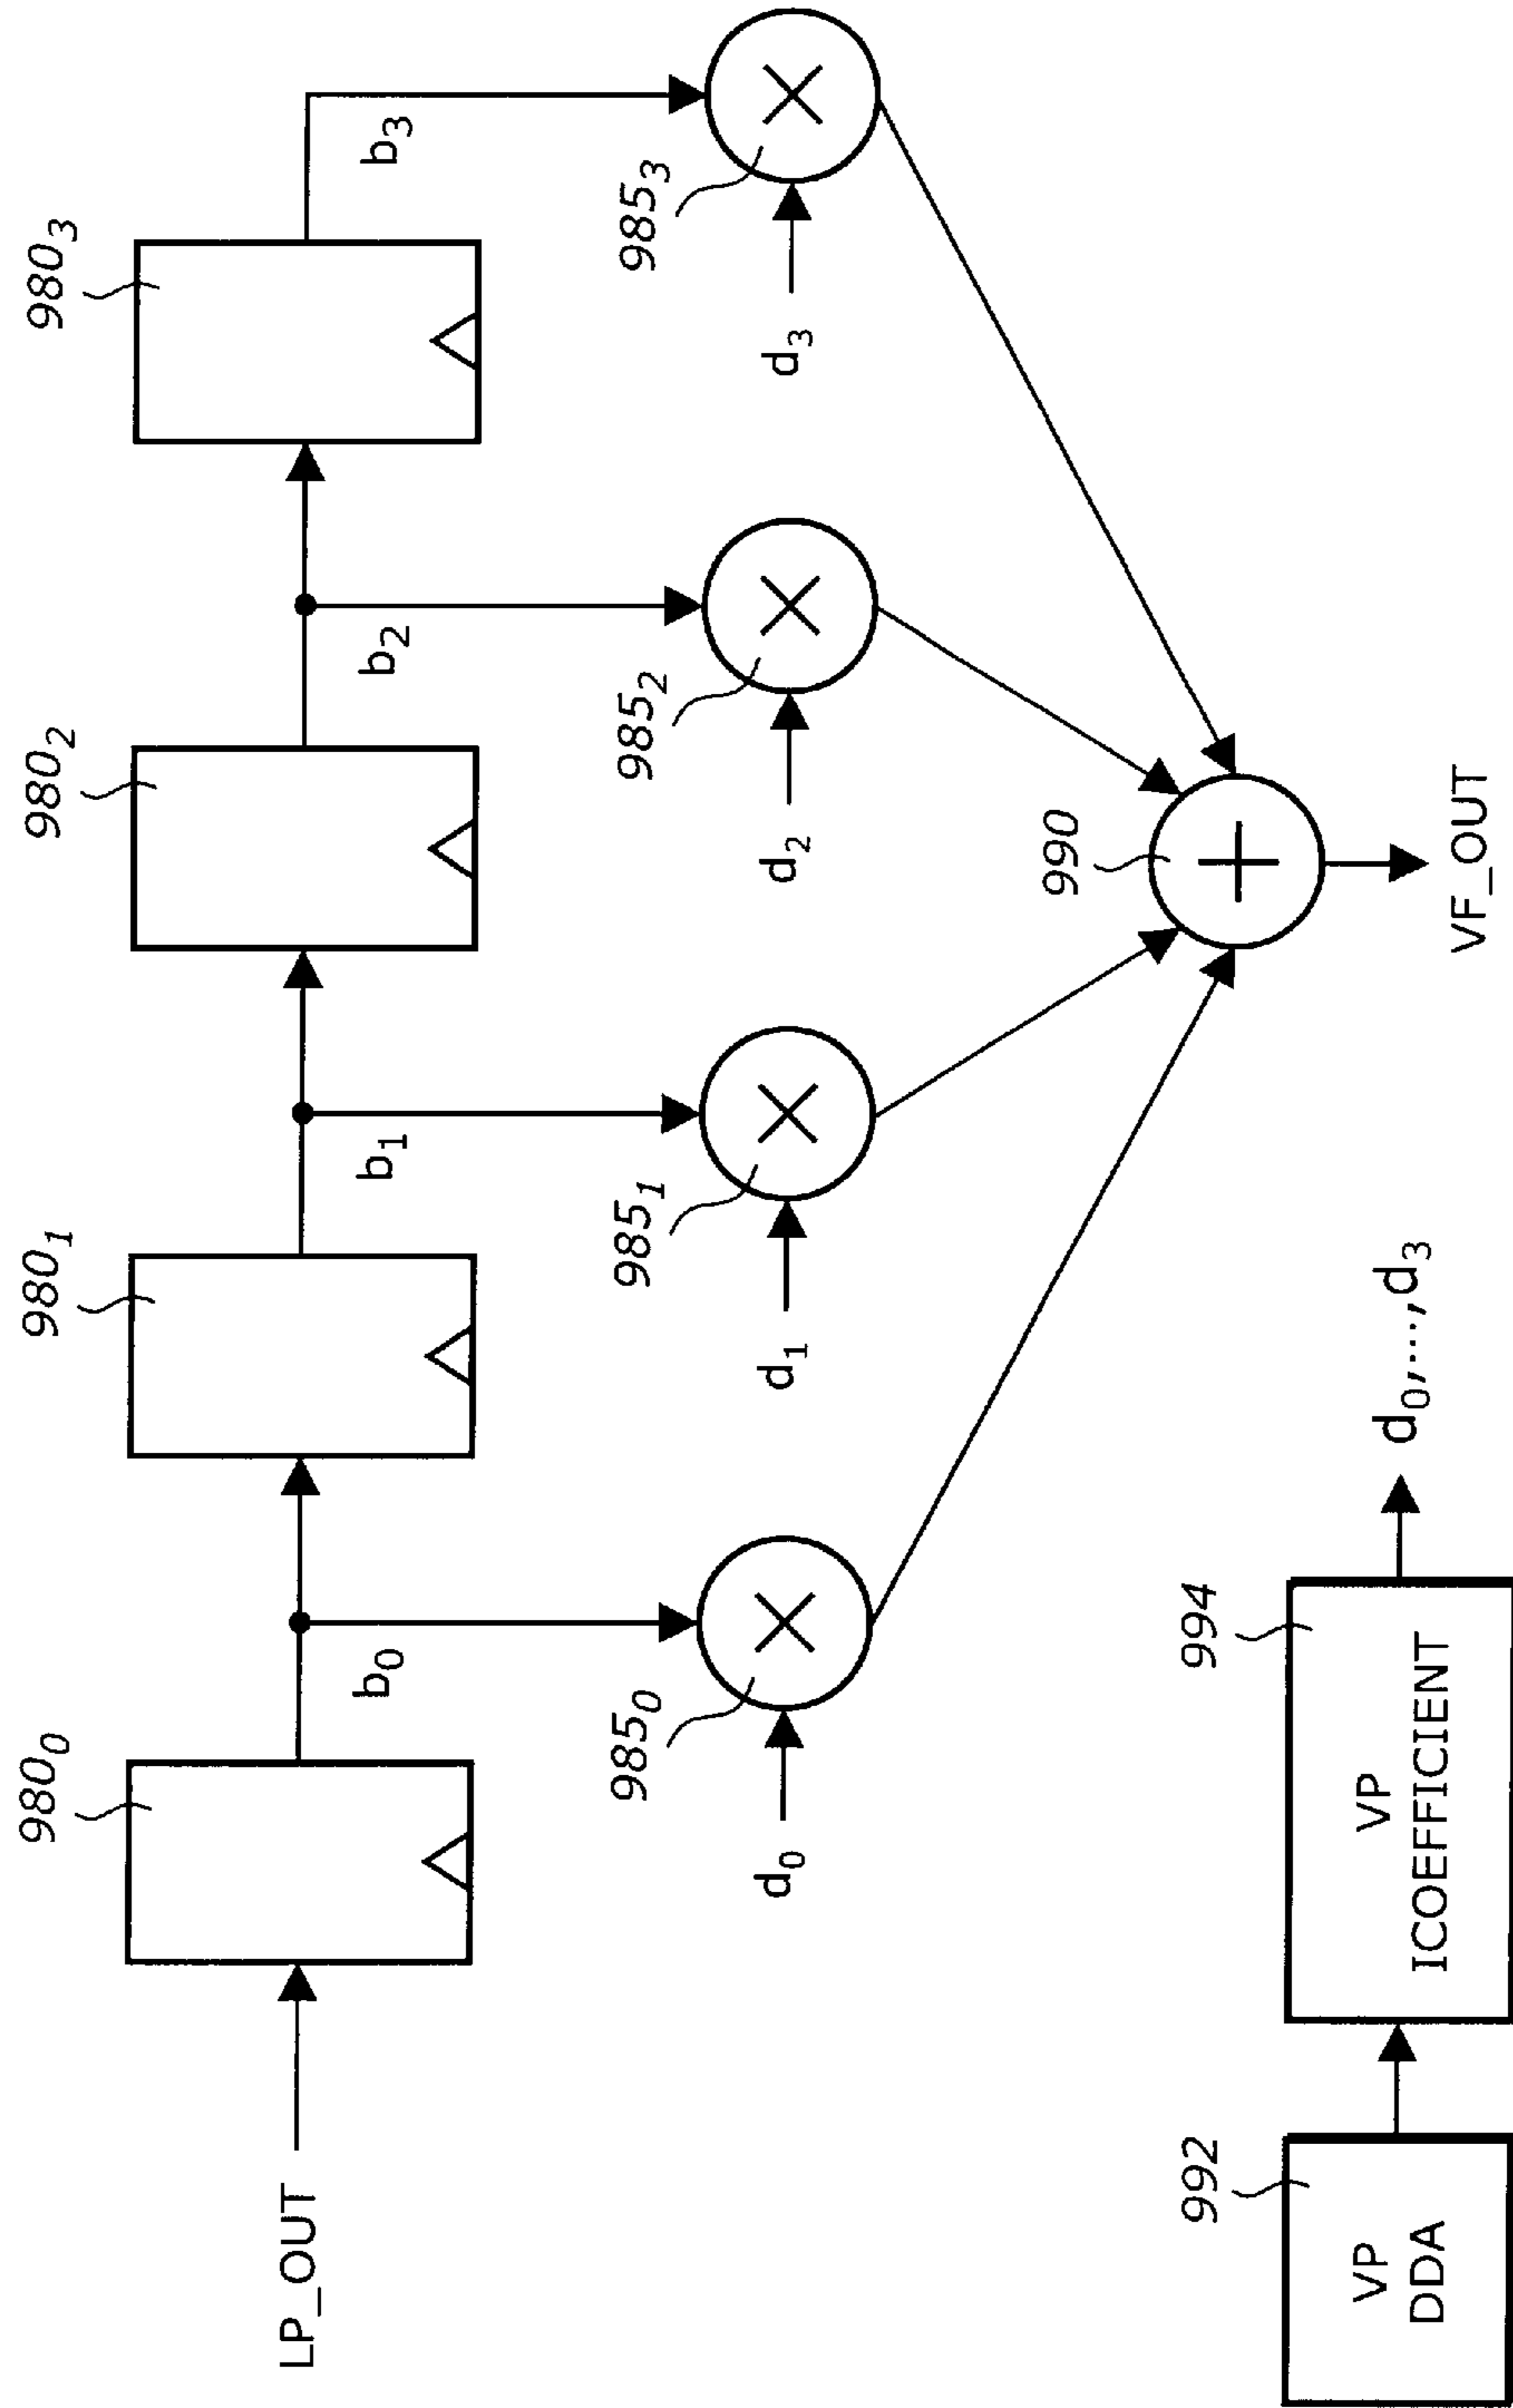 980₀
980₁
980₂
980₃
LP_OUT
b₀
b₁
b₂
b₃
985₀
985₁
985₂
985₃
d₀
d₁
d₂
d₃
990
VF_OUT
992
VP
DDA
994
VP
ICOEFFICIENT
d₀,...,d₃